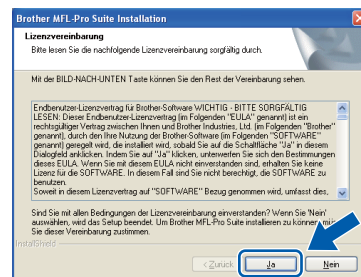 Brother MFL-Pro Suite Installation
Lizenzvereinbarung
Bitte lesen Sie die nachfolgende Lizenzvereinbarung sorgfältig durch.
Mit der BILD-NACH-UNTEN Taste können Sie den Rest der Vereinbarung sehen.
Endbenutzer-Lizenzvertrag für Brother-Software WICHTIG - BITTE SORGFÄLTIG
LESEN: Dieser Endbenutzer-Lizenzvertrag (im Folgenden "EULA" genannt) ist ein
rechtsgültiger Vertrag zwischen Ihnen und Brother Industries, Ltd. (im Folgenden "Brother"
genannt), durch den Ihre Nutzung der Brother-Software (im Folgenden "SOFTWARE"
genannt) geregelt wird, die installiert wird, sobald Sie auf die Schaltfläche "Ja" in diesem
Dialogfeld anklicken. Indem Sie auf "Ja" klicken, unterwerfen Sie sich den Bestimmungen
dieses EULA. Wenn Sie mit diesem EULA nicht einverstanden sind, erhalten Sie keine
Lizenz für die SOFTWARE. In diesem Fall sind Sie nicht berechtigt, die SOFTWARE zu
benutzen.
Soweit in diesem Lizenzvertrag auf "SOFTWARE" Bezug genommen wird, umfasst dies,
Sind Sie mit allen Bedingungen der Lizenzvereinbarung einverstanden? Wenn Sie 'Nein'
auswählen, wird das Setup beendet. Um Brother MFL-Pro Suite installieren zu können,
Sie dieser Vereinbarung zustimmen.
InstallShield
< Zurück
Ja
Nein